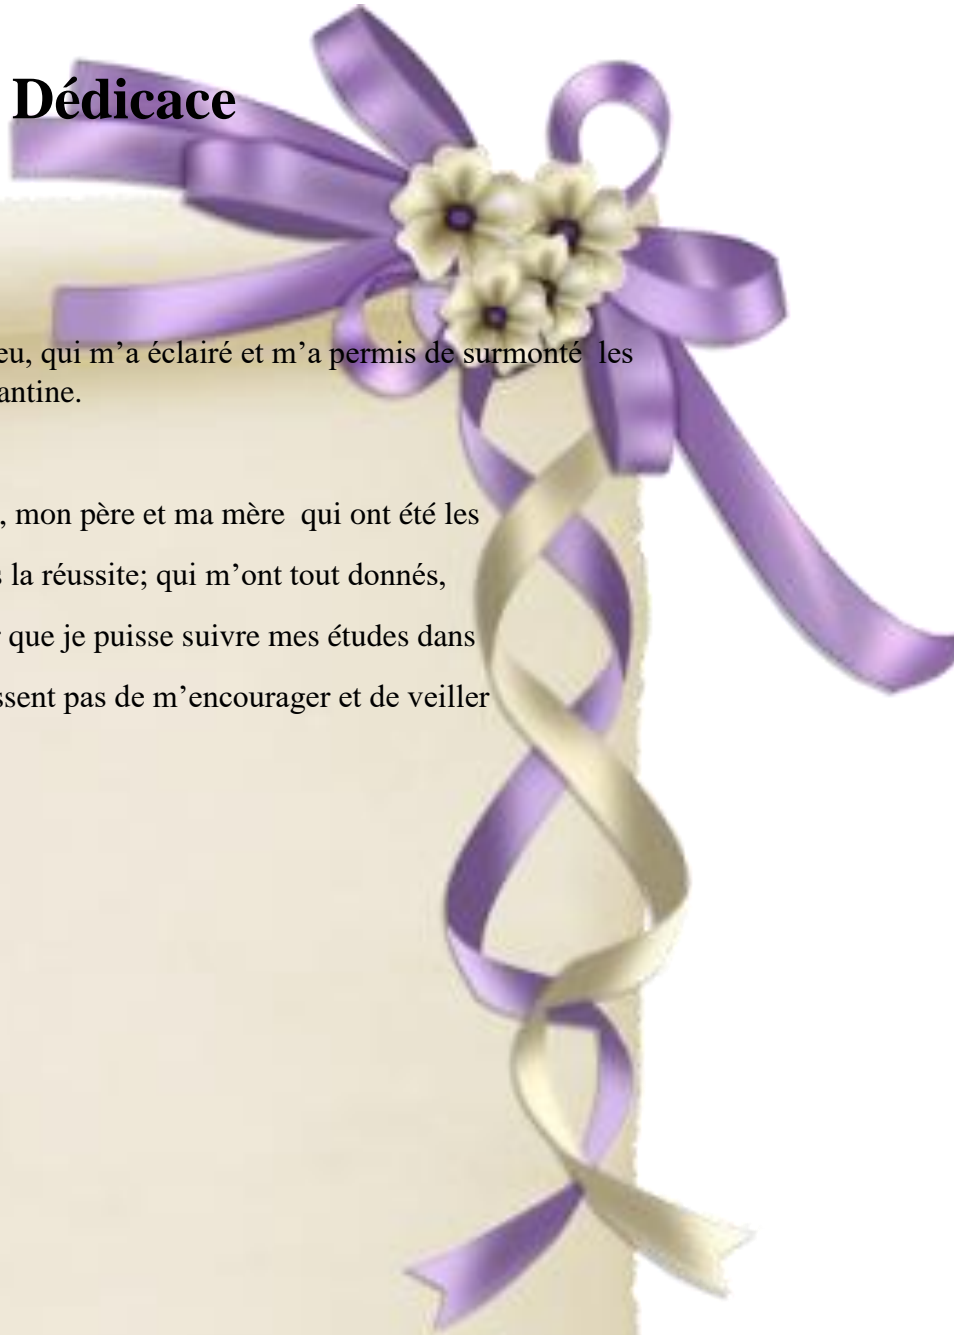 Dédicace
eu, qui m’a éclairé et m’a permis de surmonté les
antine.
, mon père et ma mère qui ont été les
s la réussite; qui m’ont tout donnés,
r que je puisse suivre mes études dans
ssent pas de m’encourager et de veiller